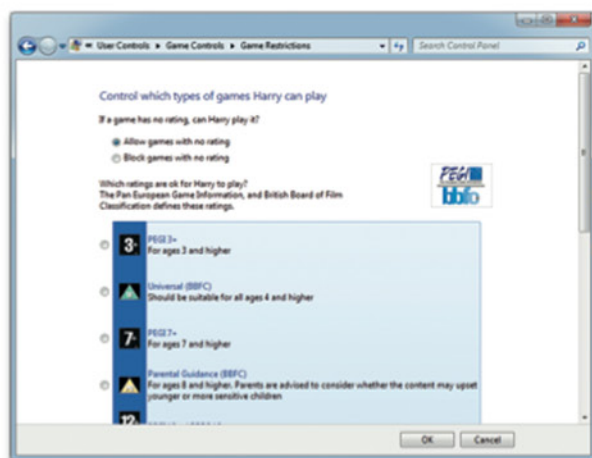 User Controls ▸ Game Controls ▸ Game Restrictions
Search Control Panel
Control which types of games Harry can play
If a game has no rating, can Harry play it?
Allow games with no rating
Block games with no rating
Which ratings are ok for Harry to play?
The Pan European Game Information, and British Board of Film
Classification defines these ratings.
PEGI
bbfc
3+
PEGI 3+
For ages 3 and higher
Universal (BBFC)
Should be suitable for all ages 4 and higher
7+
PEGI 7+
For ages 7 and higher
Parental Guidance (BBFC)
For ages 8 and higher. Parents are advised to consider whether the content may upset
younger or more sensitive children
12+
OK
Cancel